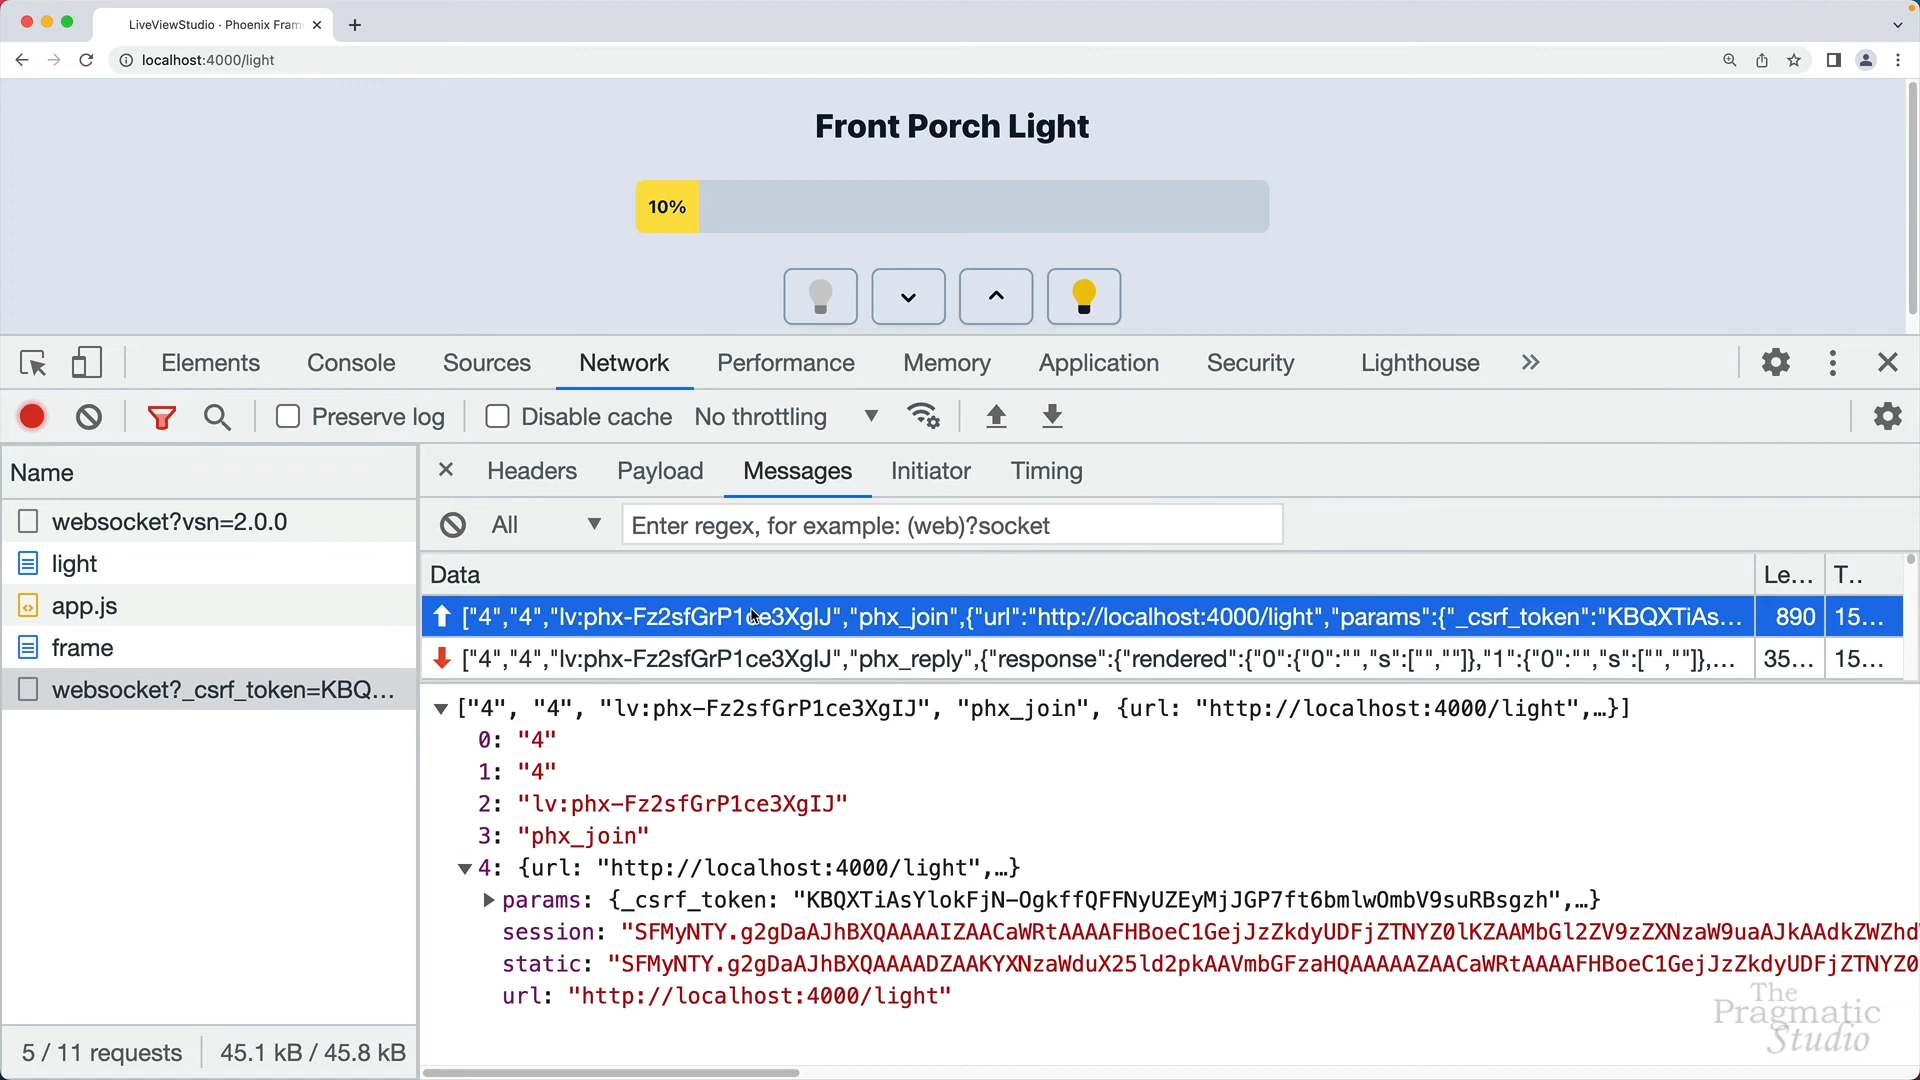 LiveViewStudio · Phoenix Fram
localhost:4000/light
Front Porch Light
10%
Elements Console Sources Network Performance Memory Application Security Lighthouse
Preserve log Disable cache No throttling
Name
Headers Payload Messages Initiator Timing
websocket?vsn=2.0.0
light
app.js
frame
websocket?_csrf_token=KBQ...
All Enter regex, for example: (web)?socket
Data Le... T..
["4","4","lv:phx-Fz2sfGrP1ce3XgIJ","phx_join",{"url":"http://localhost:4000/light","params":{"_csrf_token":"KBQXTiAs... 890 15...
["4","4","lv:phx-Fz2sfGrP1ce3XgIJ","phx_reply",{"response":{"rendered":{"0":{"0":"","s":["",""]},"1":{"0":"","s":["",""]},... 35... 15...
["4", "4", "lv:phx-Fz2sfGrP1ce3XgIJ", "phx_join", {url: "http://localhost:4000/light",…}]
0: "4"
1: "4"
2: "lv:phx-Fz2sfGrP1ce3XgIJ"
3: "phx_join"
4: {url: "http://localhost:4000/light",…}
params: {_csrf_token: "KBQXTiAsYlokFjN-OgkffQFFNyUZEyMjJGP7ft6bmlwOmbV9suRBsgzh",…}
session: "SFMyNTY.g2gDaAJhBXQAAAAIZAACaWRtAAAAFHBoeC1GejJzZkdyUDFjZTNYZ0lKZAAMbGl2ZV9zZXNzaW9uaAJkAAdkZWZhd
static: "SFMyNTY.g2gDaAJhBXQAAAADZAAKYXNzaWduX25ld2pkAAVmbGFzaHQAAAAAZAACaWRtAAAAFHBoeC1GejJzZkdyUDFjZTNYZ0
url: "http://localhost:4000/light"
5 / 11 requests 45.1 kB / 45.8 kB
The
Pragmatic
Studio